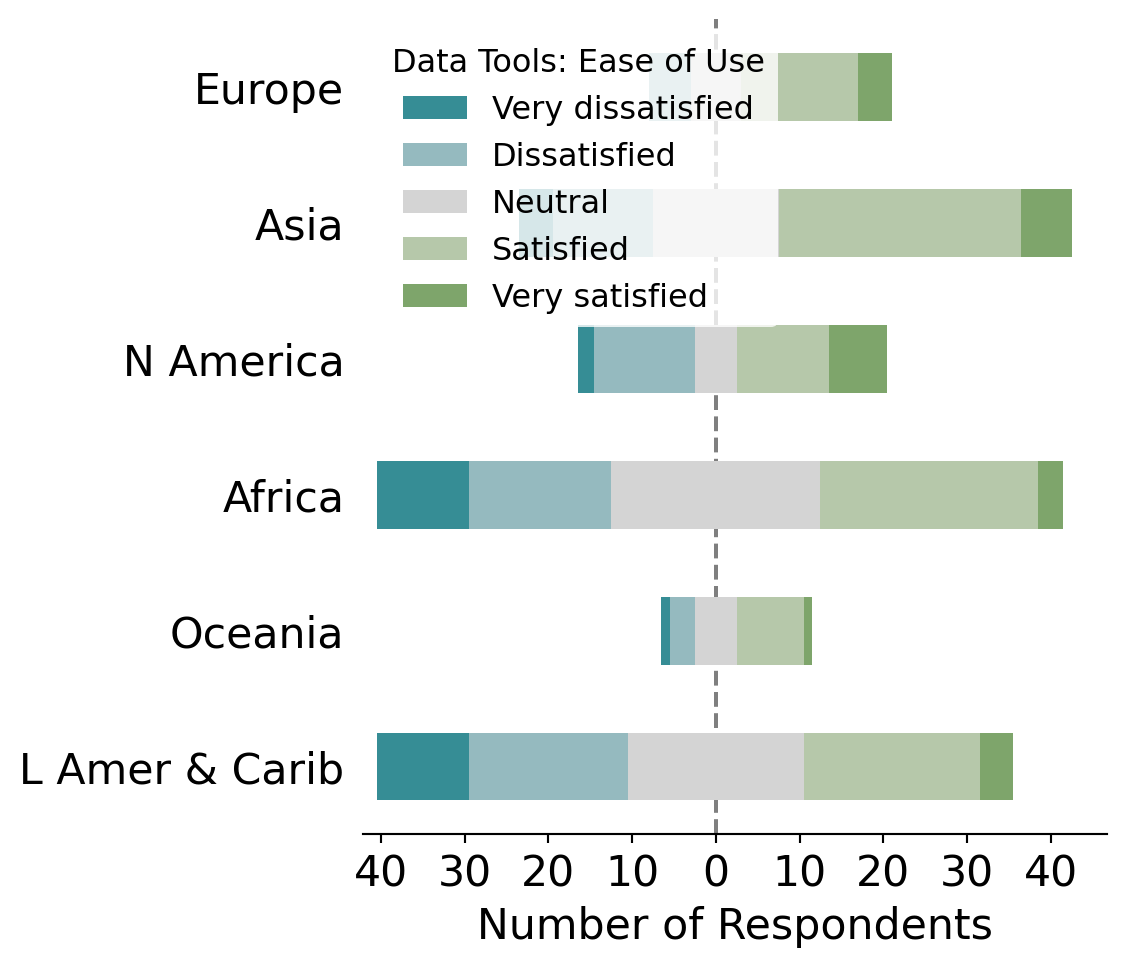 Data Tools: Ease of Use
Very dissatisfied
Dissatisfied
Neutral
Satisfied
Very satisfied
Europe
Asia
N America
Africa
Oceania
L Amer & Carib
40 30 20 10 0 10 20 30 40
Number of Respondents